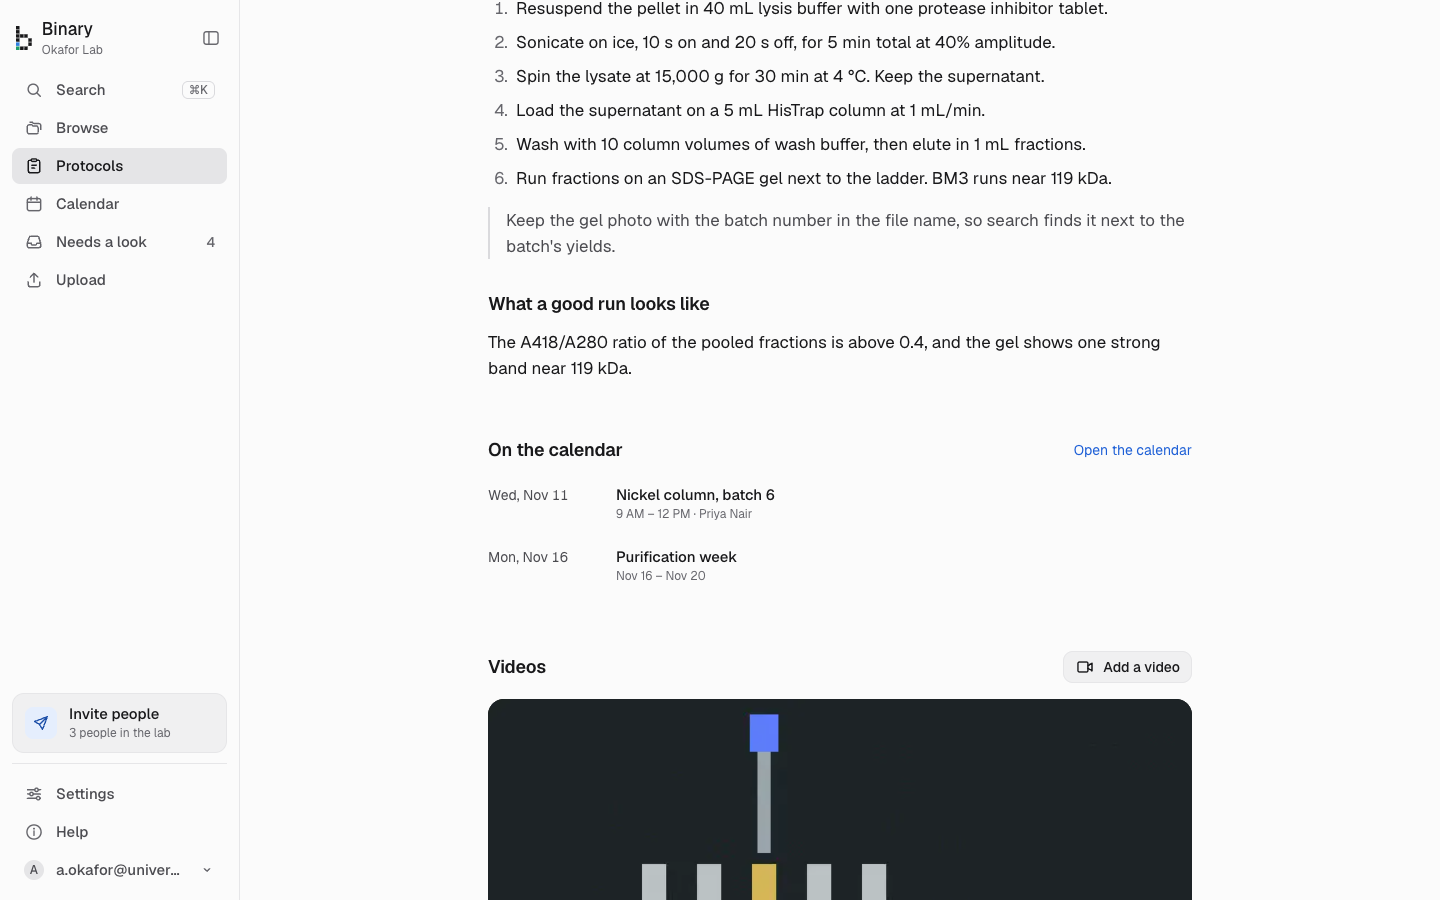 Binary
Okafor Lab
Search ⌘K
Browse
Protocols
Calendar
Needs a look 4
Upload
Invite people
3 people in the lab
Settings
Help
A a.okafor@univer...
1. Resuspend the pellet in 40 mL lysis buffer with one protease inhibitor tablet.
2. Sonicate on ice, 10 s on and 20 s off, for 5 min total at 40% amplitude.
3. Spin the lysate at 15,000 g for 30 min at 4 °C. Keep the supernatant.
4. Load the supernatant on a 5 mL HisTrap column at 1 mL/min.
5. Wash with 10 column volumes of wash buffer, then elute in 1 mL fractions.
6. Run fractions on an SDS-PAGE gel next to the ladder. BM3 runs near 119 kDa.
Keep the gel photo with the batch number in the file name, so search finds it next to the
batch's yields.
What a good run looks like
The A418/A280 ratio of the pooled fractions is above 0.4, and the gel shows one strong
band near 119 kDa.
On the calendar
Open the calendar
Wed, Nov 11
Nickel column, batch 6
9 AM – 12 PM · Priya Nair
Mon, Nov 16
Purification week
Nov 16 – Nov 20
Videos
Add a video